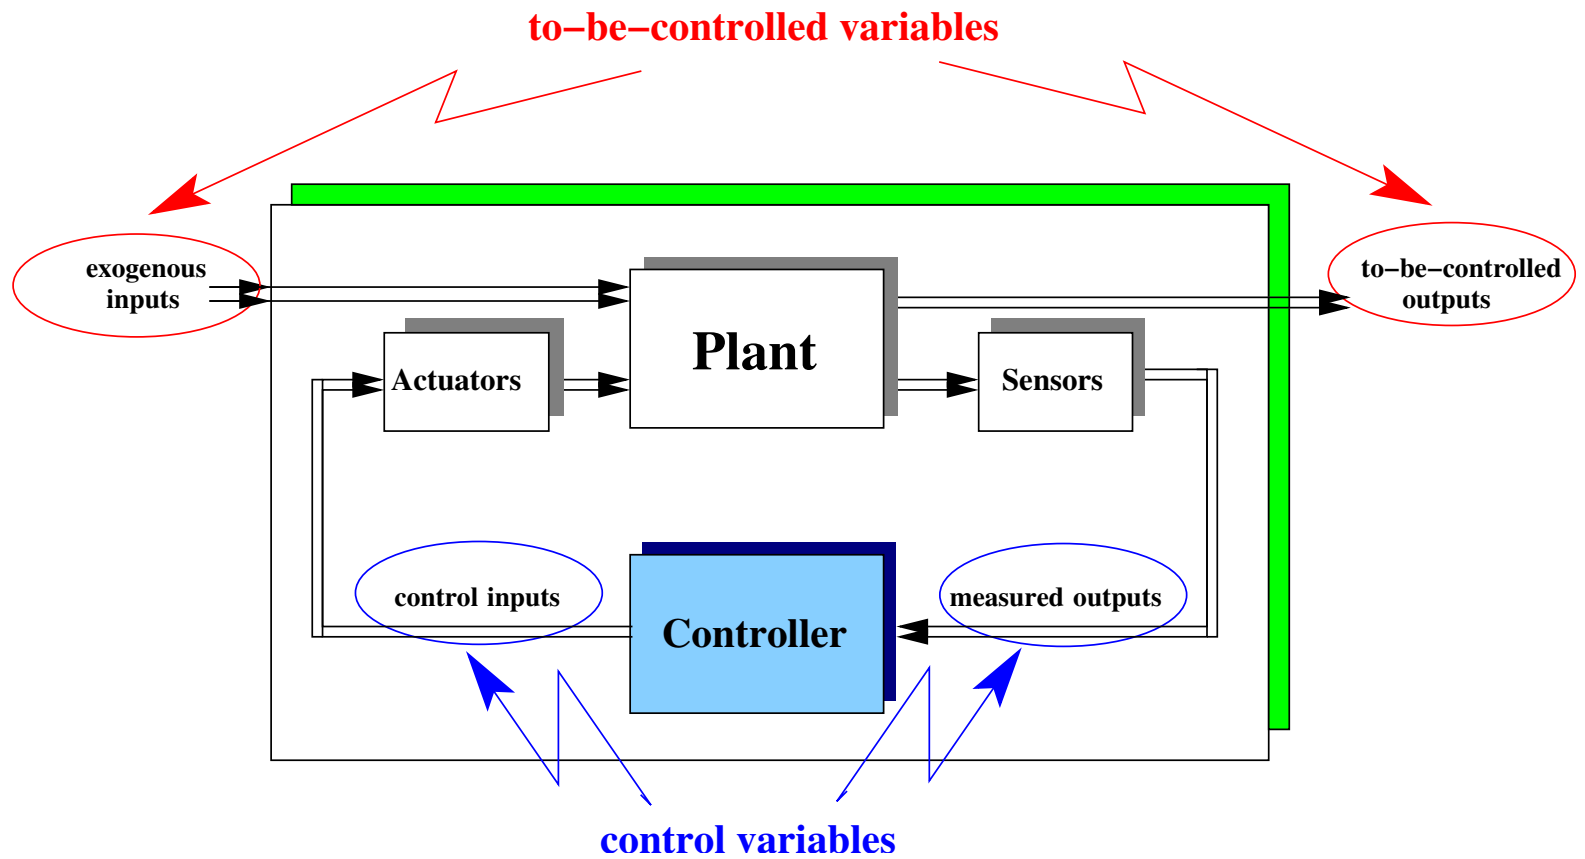 to−be−controlled variables
exogenous
inputs
to−be−controlled
outputs
Plant
Actuators
Sensors
control inputs
measured outputs
Controller
control variables